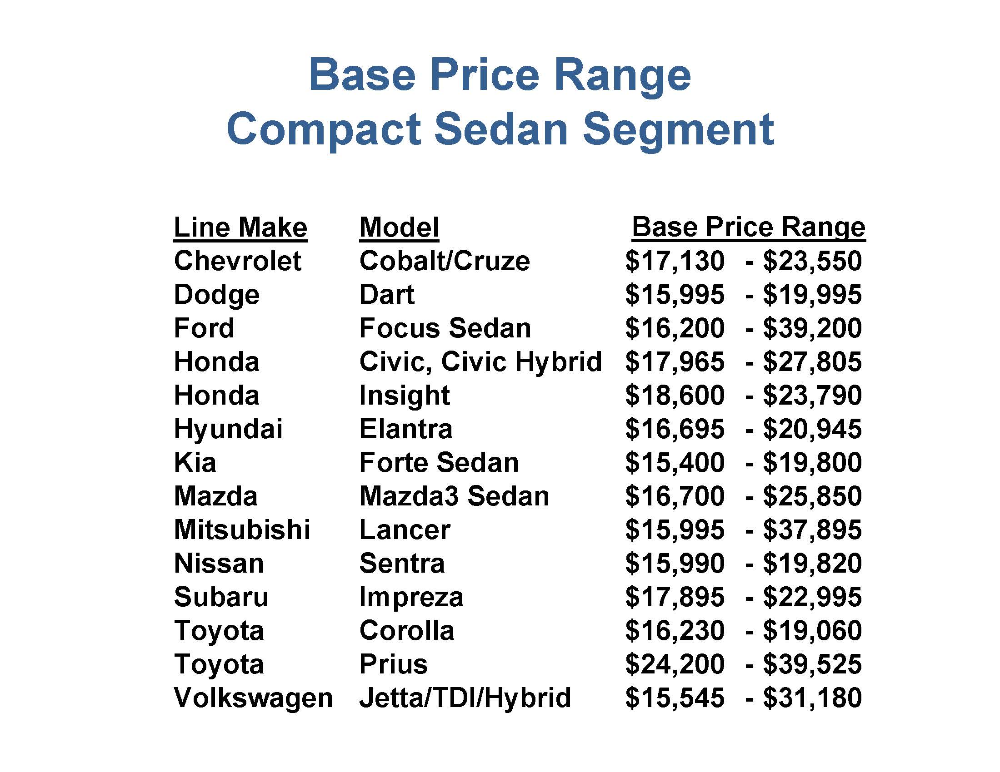 Base Price Range
Compact Sedan Segment
Line Make Model Base Price Range
Chevrolet Cobalt/Cruze $17,130 - $23,550
Dodge Dart $15,995 - $19,995
Ford Focus Sedan $16,200 - $39,200
Honda Civic, Civic Hybrid $17,965 - $27,805
Honda Insight $18,600 - $23,790
Hyundai Elantra $16,695 - $20,945
Kia Forte Sedan $15,400 - $19,800
Mazda Mazda3 Sedan $16,700 - $25,850
Mitsubishi Lancer $15,995 - $37,895
Nissan Sentra $15,990 - $19,820
Subaru Impreza $17,895 - $22,995
Toyota Corolla $16,230 - $19,060
Toyota Prius $24,200 - $39,525
Volkswagen Jetta/TDI/Hybrid $15,545 - $31,180